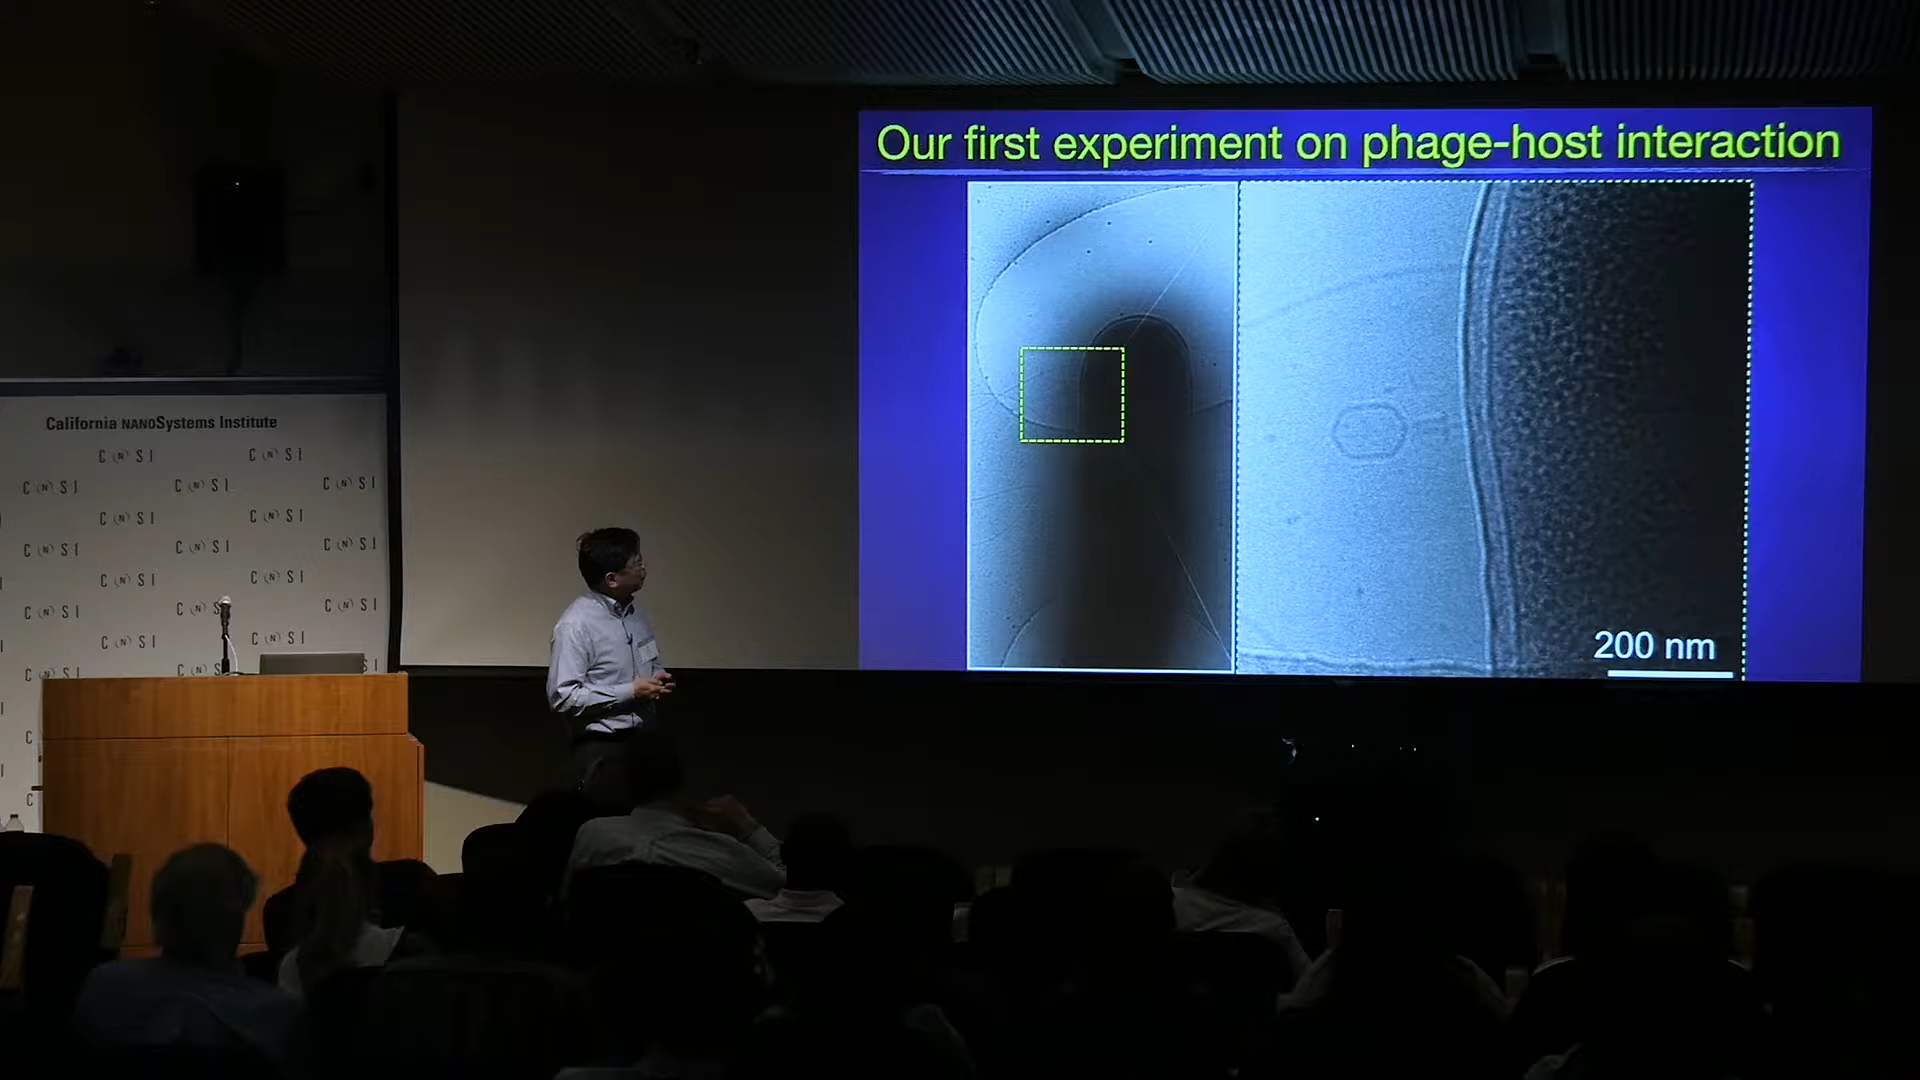 Our first experiment on phage-host interaction
200 nm
California NANOSystems Institute
C (N) S I C (N) S I
C (N) S I C (N) S I C (N) S I
C (N) S I C (N) S I
C (N) S I C (N) S I C (N) S I
C (N) S I C (N) S I
C (N) S I C (N) S C (N) S I
C (N) S I C (N) S I
C (N) S I C (N) S S I
I
C
I
C